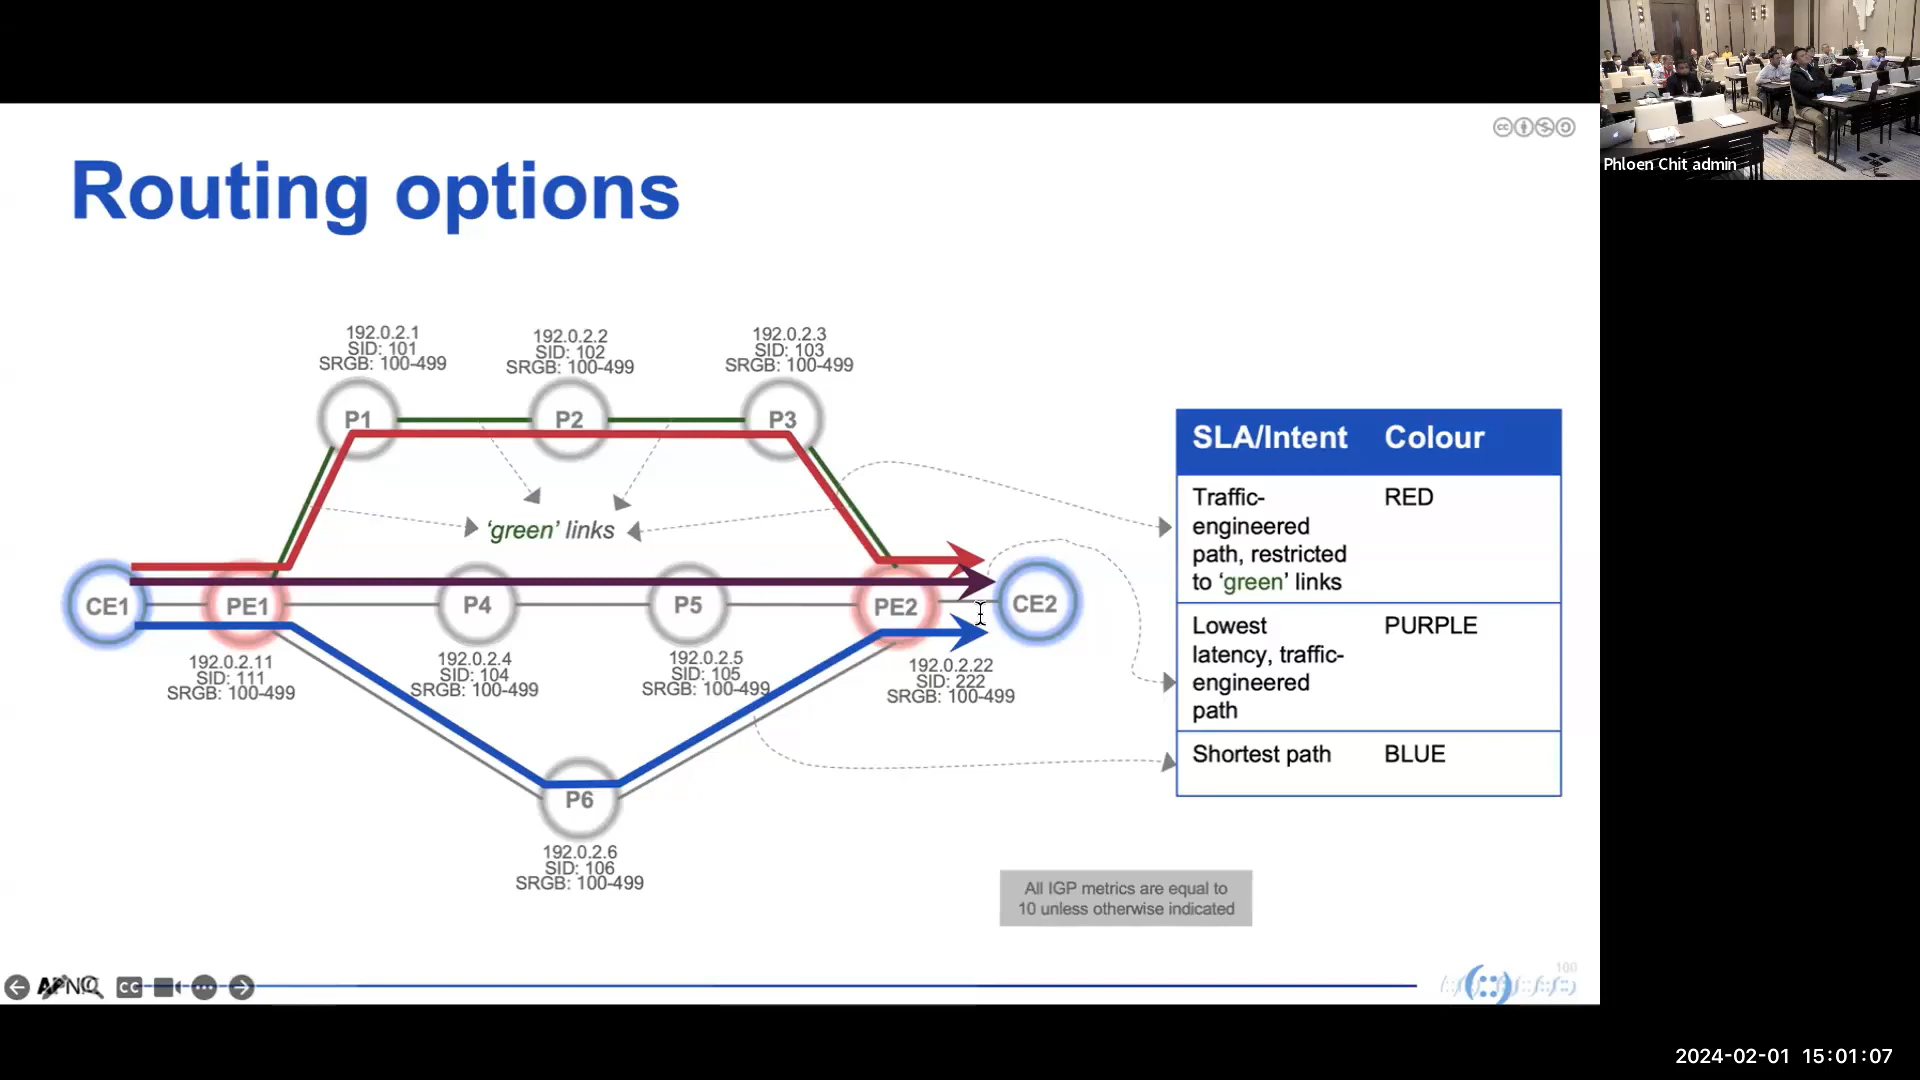 Phloen Chit admin
Routing options
192.0.2.1
SID: 101
SRGB: 100-499
192.0.2.2
SID: 102
SRGB: 100-499
192.0.2.3
SID: 103
SRGB: 100-499
P1
P2
P3
'green' links
CE1
PE1
P4
P5
PE2
CE2
192.0.2.11
SID: 111
SRGB: 100-499
192.0.2.4
SID: 104
SRGB: 100-499
192.0.2.5
SID: 105
SRGB: 100-499
192.0.2.22
SID: 222
SRGB: 100-499
P6
192.0.2.6
SID: 106
SRGB: 100-499
SLA/Intent Colour
Traffic- RED
engineered
path, restricted
to 'green' links
Lowest PURPLE
latency, traffic-
engineered
path
Shortest path BLUE
All IGP metrics are equal to
10 unless otherwise indicated
APNIC
CC
100
2024-02-01 15:01:07